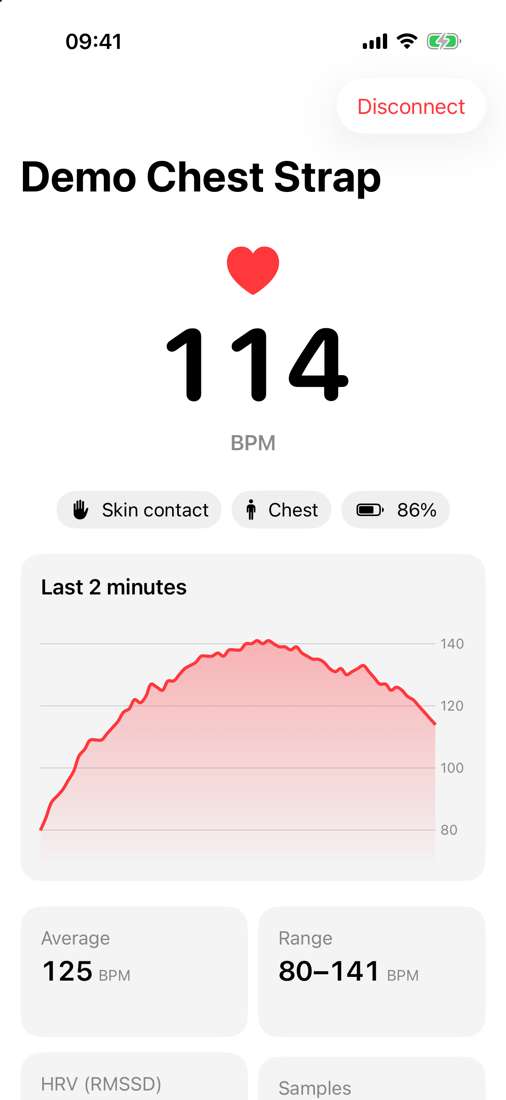 09:41
Disconnect
Demo Chest Strap
114
BPM
Skin contact
Chest
86%
Last 2 minutes
140
120
100
80
Average
125 BPM
Range
80–141 BPM
HRV (RMSSD)
Samples